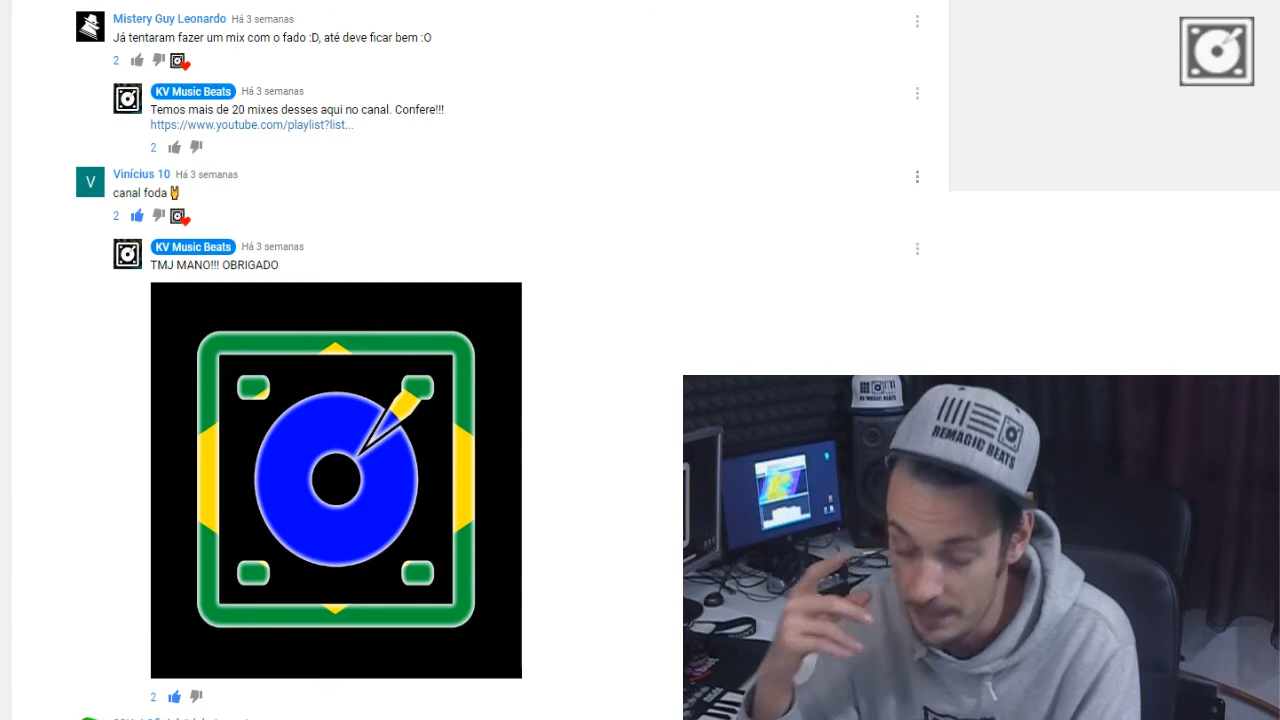 Mistery Guy Leonardo Há 3 semanas
Já tentaram fazer um mix com o fado :D, até deve ficar bem :O
2
KV Music Beats Há 3 semanas
Temos mais de 20 mixes desses aqui no canal. Confere!!!
https://www.youtube.com/playlist?list...
2
V
Vinícius 10 Há 3 semanas
canal foda
2
KV Music Beats Há 3 semanas
TMJ MANO!!! OBRIGADO
2
KV MUSIC BEATS
REMAGIC BEATS